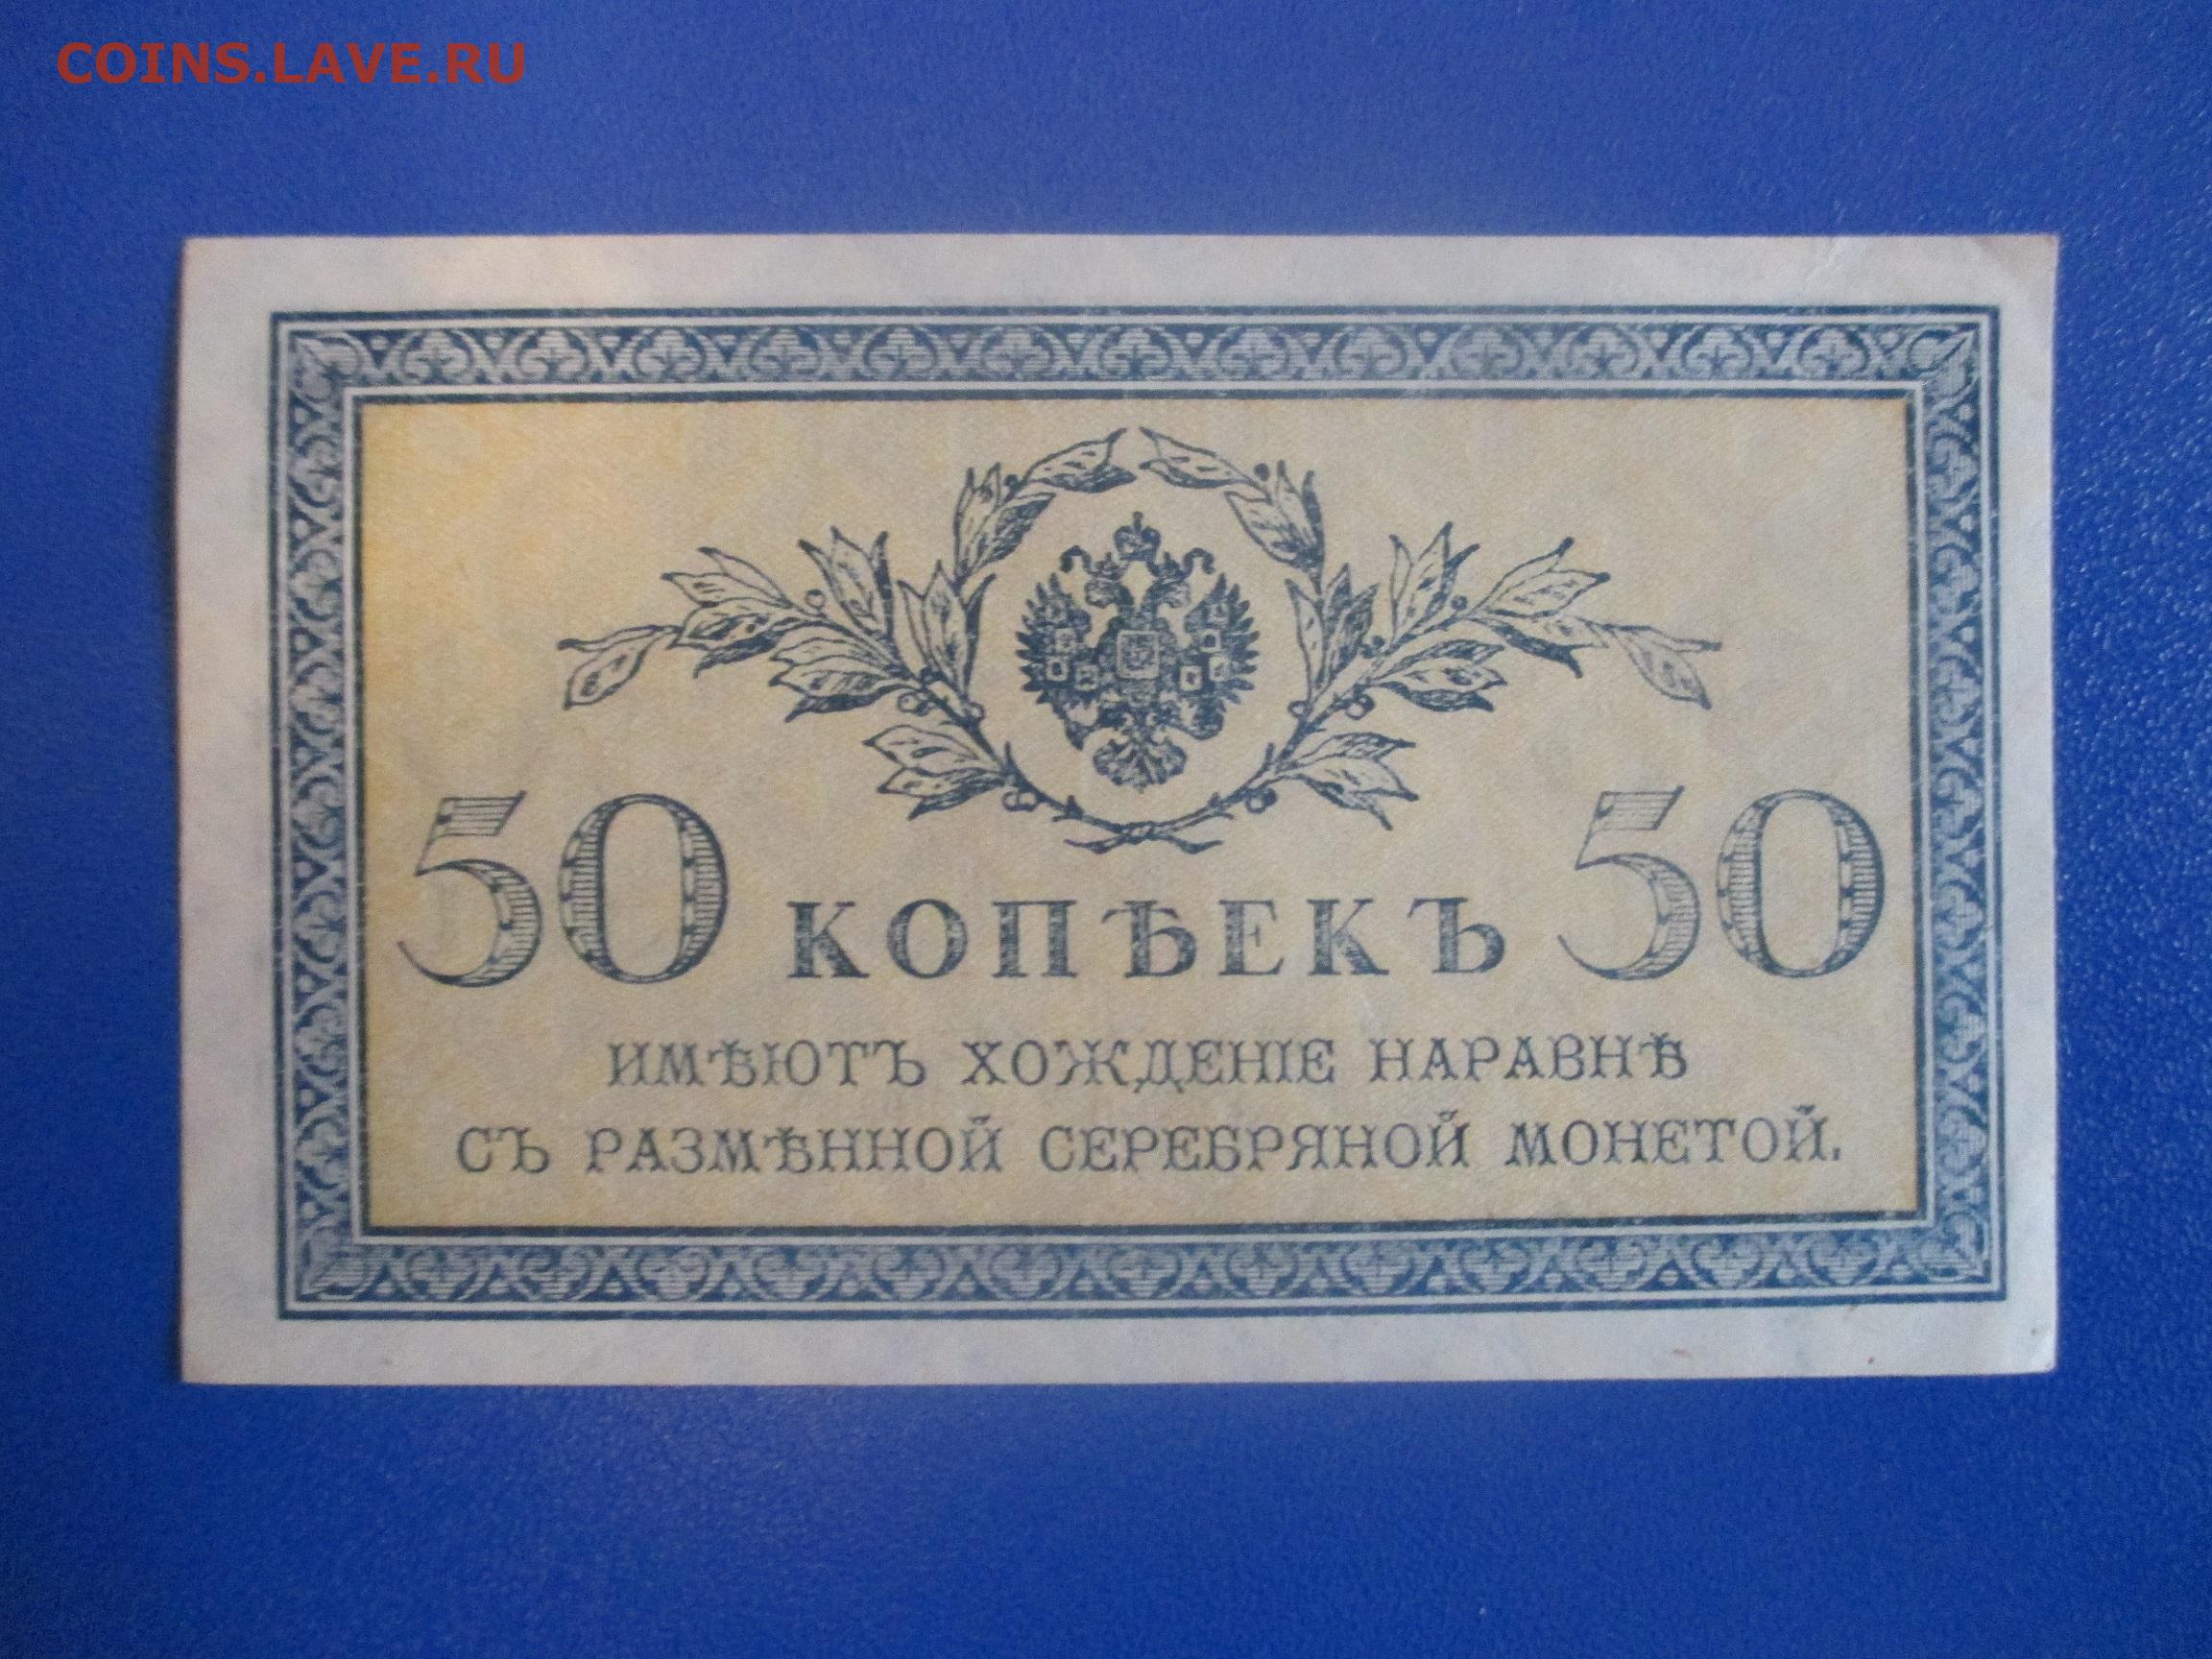 COINS.LAVE.RU
50 КОПѢЕКЪ 50
ИМѢЮТЪ ХОЖДЕНІЕ НАРАВНѢ
СЪ РАЗМѢННОЙ СЕРЕБРЯНОЙ МОНЕТОЙ.